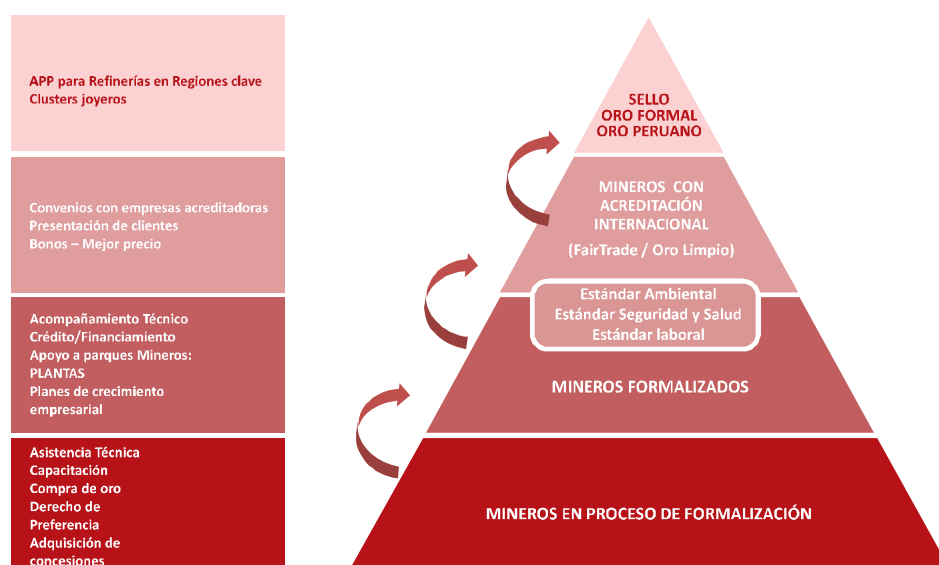 APP para Refinerías en Regiones clave
Clusters joyeros
Convenios con empresas acreditadoras
Presentación de clientes
Bonos – Mejor precio
Acompañamiento Técnico
Crédito/Financiamiento
Apoyo a parques Mineros:
PLANTAS
Planes de crecimiento
empresarial
Asistencia Técnica
Capacitación
Compra de oro
Derecho de
Preferencia
Adquisición de
concesiones
SELLO
ORO FORMAL
ORO PERUANO
MINEROS CON
ACREDITACIÓN
INTERNACIONAL
(FairTrade / Oro Limpio)
Estándar Ambiental
Estándar Seguridad y Salud
Estándar laboral
MINEROS FORMALIZADOS
MINEROS EN PROCESO DE FORMALIZACIÓN